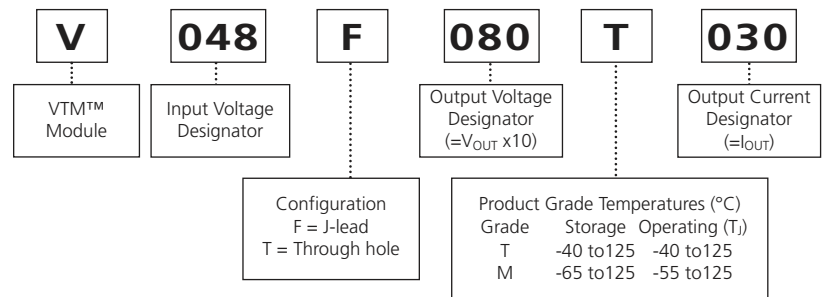 V 048 F 080 T 030
VTM™
Module
Input Voltage
Designator
Output Voltage
Designator
(=VOUT x10)
Output Current
Designator
(=IOUT)
Configuration
F = J-lead
T = Through hole
Product Grade Temperatures (°C)
Grade Storage Operating (TJ)
T -40 to125 -40 to125
M -65 to125 -55 to125